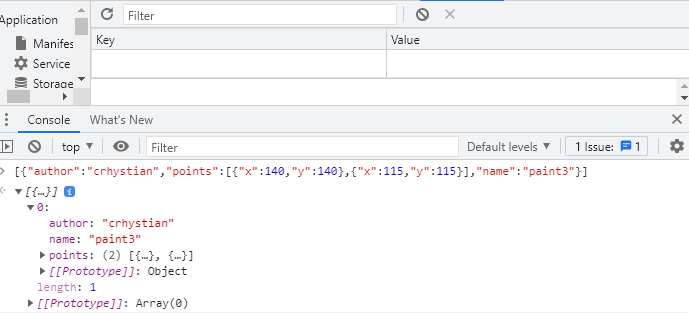 Application
Filter
Manifes
Key Value
Service
Storage
Console What's New
top Filter Default levels 1 Issue: 1
[{"author":"crhystian","points":[{"x":140,"y":140},{"x":115,"y":115}],"name":"paint3"}]
[{…}]
0:
author: "crhystian"
name: "paint3"
points: (2) [{…}, {…}]
[[Prototype]]: Object
length: 1
[[Prototype]]: Array(0)